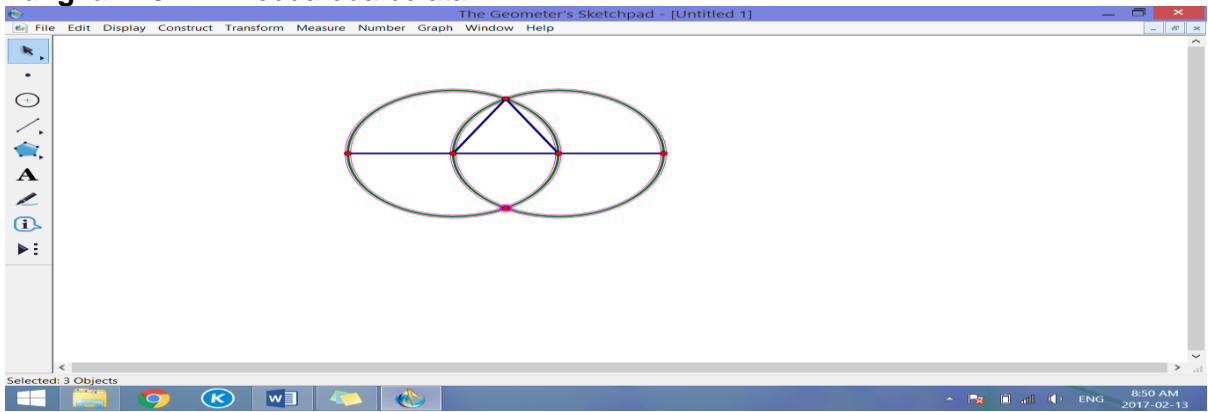 The Geometer's Sketchpad - [Untitled 1]
File Edit Display Construct Transform Measure Number Graph Window Help
A
Selected: 3 Objects
K
W
ENG
8:50 AM
2017-02-13